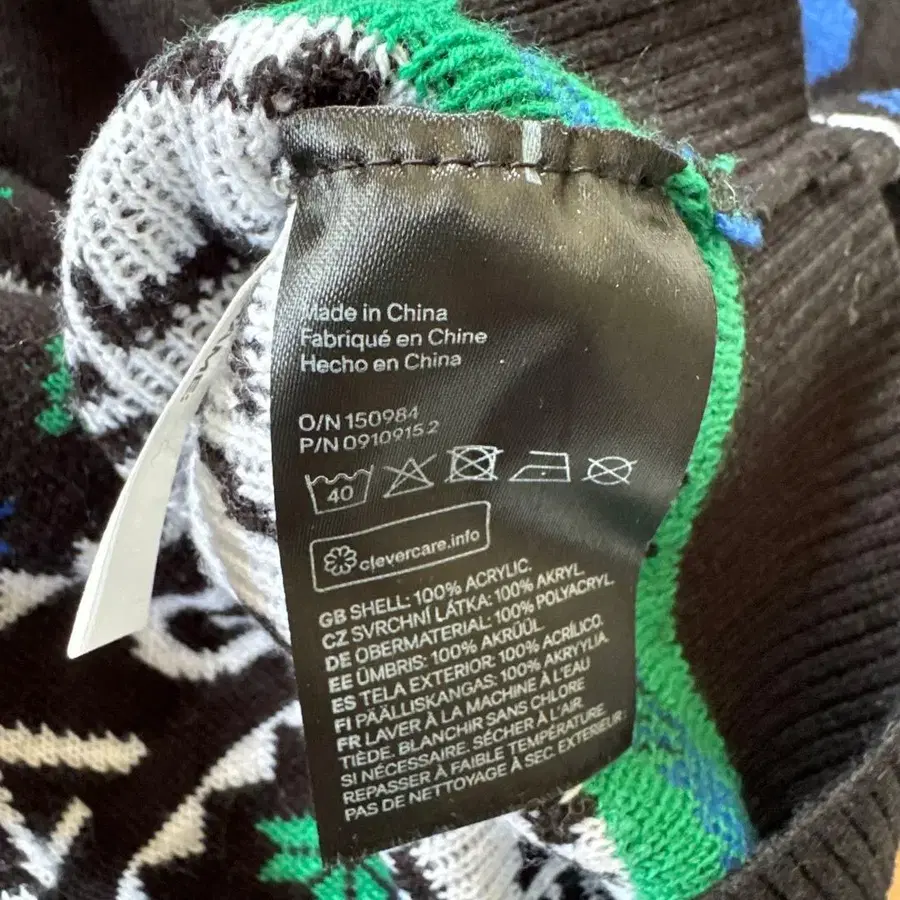 Made in China
Fabriqué en Chine
Hecho en China
O/N 150984
P/N 0910915.2
40
clevercare.info
GB SHELL: 100% ACRYLIC.
CZ SVRCHNÍ LÁTKA: 100% AKRYL.
DE OBERMATERIAL: 100% POLYACRYL.
EE ÜMBRIS: 100% AKRÜÜL
ES TELA EXTERIOR: 100% ACRÍLICO.
FI PÄÄLLISKANGAS: 100% AKRYYLIA.
FR LAVER À LA MACHINE À L'EAU
TIÈDE. BLANCHIR SANS CHLORE
SI NÉCESSAIRE. SÉCHER À L'AIR.
REPASSER À FAIBLE TEMPÉRATURE.
PAS DE NETTOYAGE À SEC. EXTERIEUR: